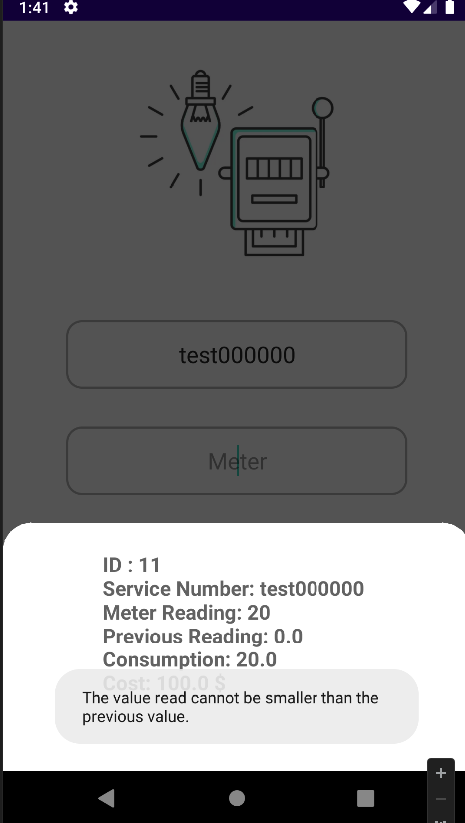 1:41
test000000
Meter
ID : 11
Service Number: test000000
Meter Reading: 20
Previous Reading: 0.0
Consumption: 20.0
Cost: 100.0 $
The value read cannot be smaller than the
previous value.